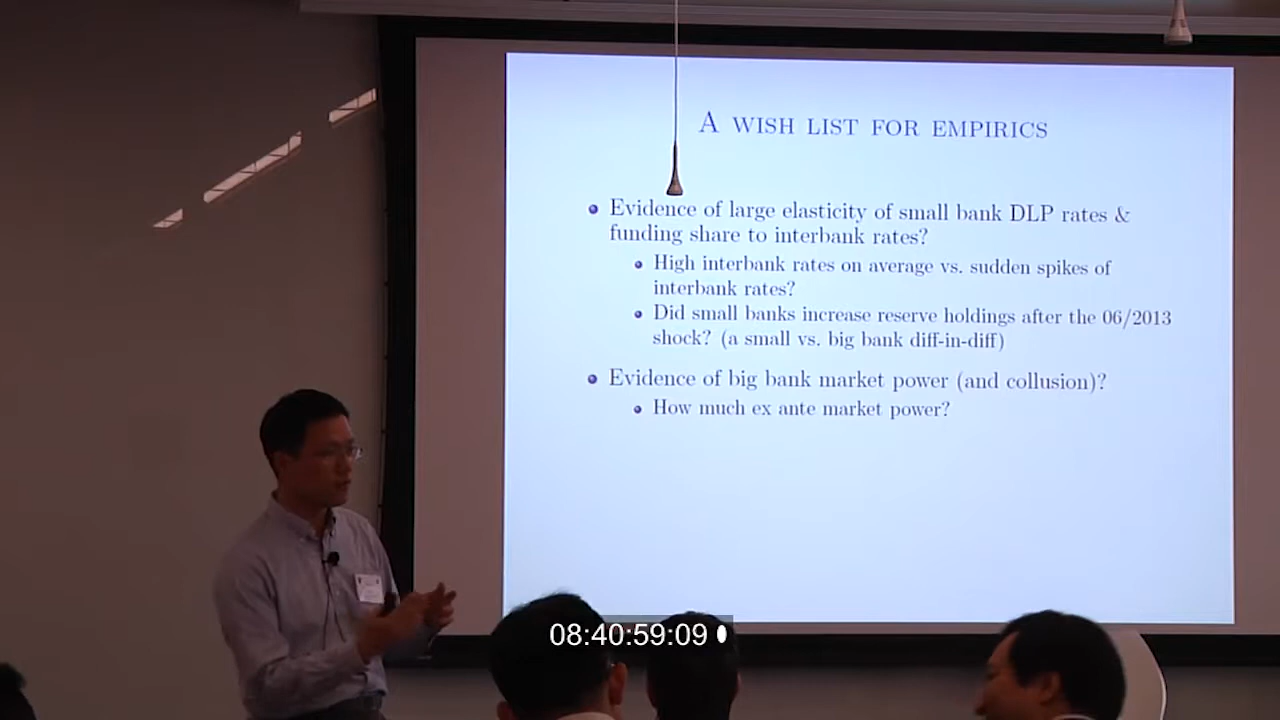 A WISH LIST FOR EMPIRICS
Evidence of large elasticity of small bank DLP rates &
funding share to interbank rates?
High interbank rates on average vs. sudden spikes of
interbank rates?
Did small banks increase reserve holdings after the 06/2013
shock? (a small vs. big bank diff-in-diff)
Evidence of big bank market power (and collusion)?
How much ex ante market power?
08:40:59:09